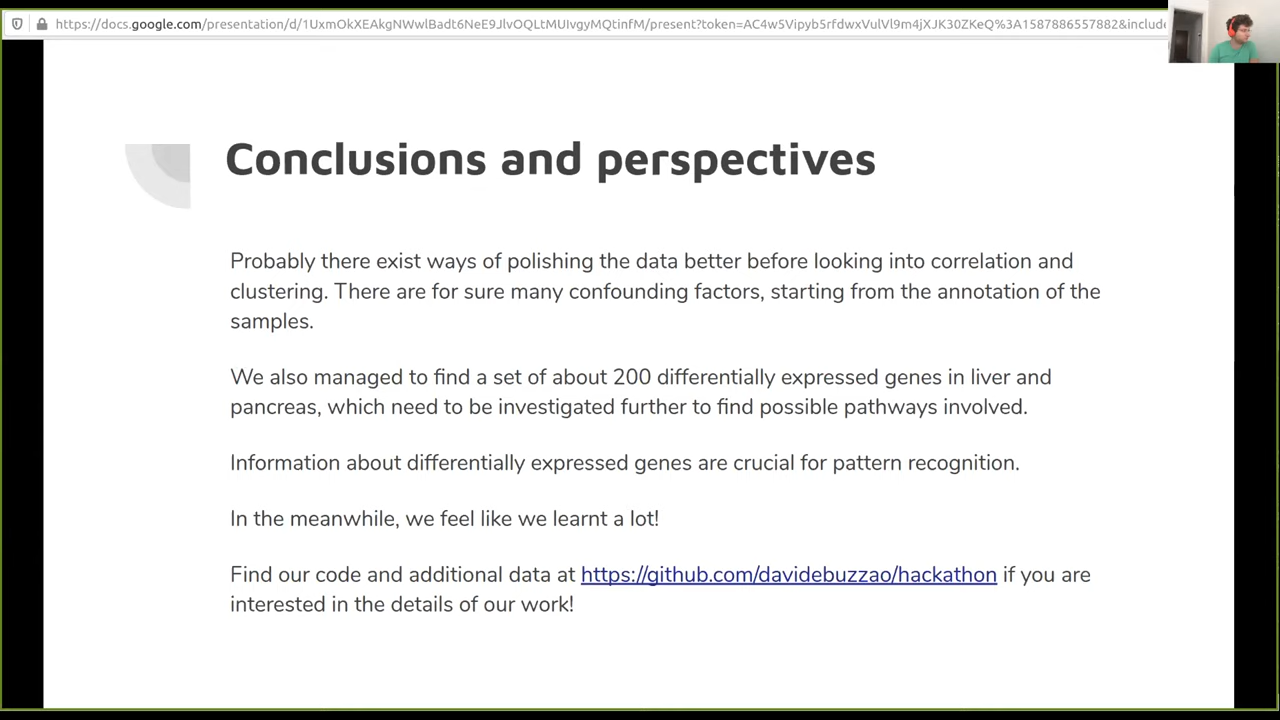 https://docs.google.com/presentation/d/1UxmOkXEAkgNWwlBadt6NeE9JlvOQLtMUIvgyMQtinfM/present?token=AC4w5Vipyb5rfdwxVulVl9m4jXJK30ZKeQ%3A1587886557882&include
Conclusions and perspectives
Probably there exist ways of polishing the data better before looking into correlation and
clustering. There are for sure many confounding factors, starting from the annotation of the
samples.
We also managed to find a set of about 200 differentially expressed genes in liver and
pancreas, which need to be investigated further to find possible pathways involved.
Information about differentially expressed genes are crucial for pattern recognition.
In the meanwhile, we feel like we learnt a lot!
Find our code and additional data at https://github.com/davidebuzzao/hackathon if you are
interested in the details of our work!